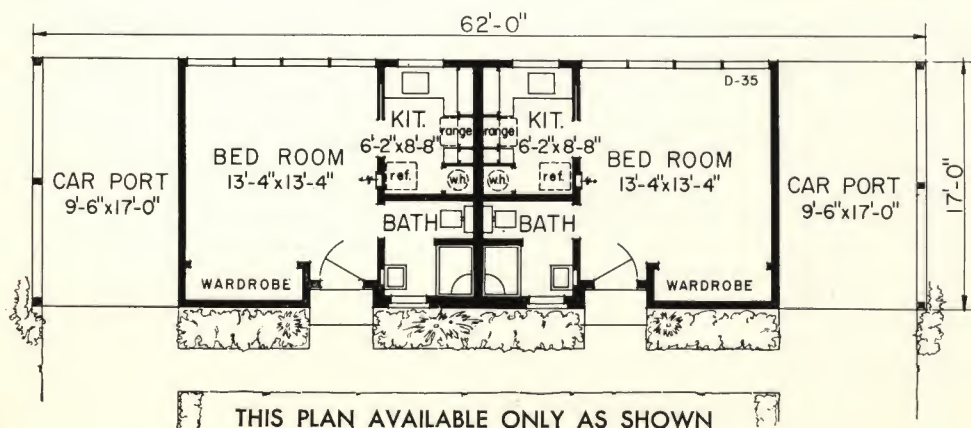 62'-0"
D-35
KIT. KIT.
6'-2"x8'-8" 6'-2"x8'-8"
range range
BED ROOM BED ROOM
13'-4"x13'-4" 13'-4"x13'-4"
ref. w.h w.h ref.
CAR PORT CAR PORT
9'-6"x17'-0" 9'-6"x17'-0"
17'-0"
BATH BATH
WARDROBE WARDROBE
THIS PLAN AVAILABLE ONLY AS SHOWN